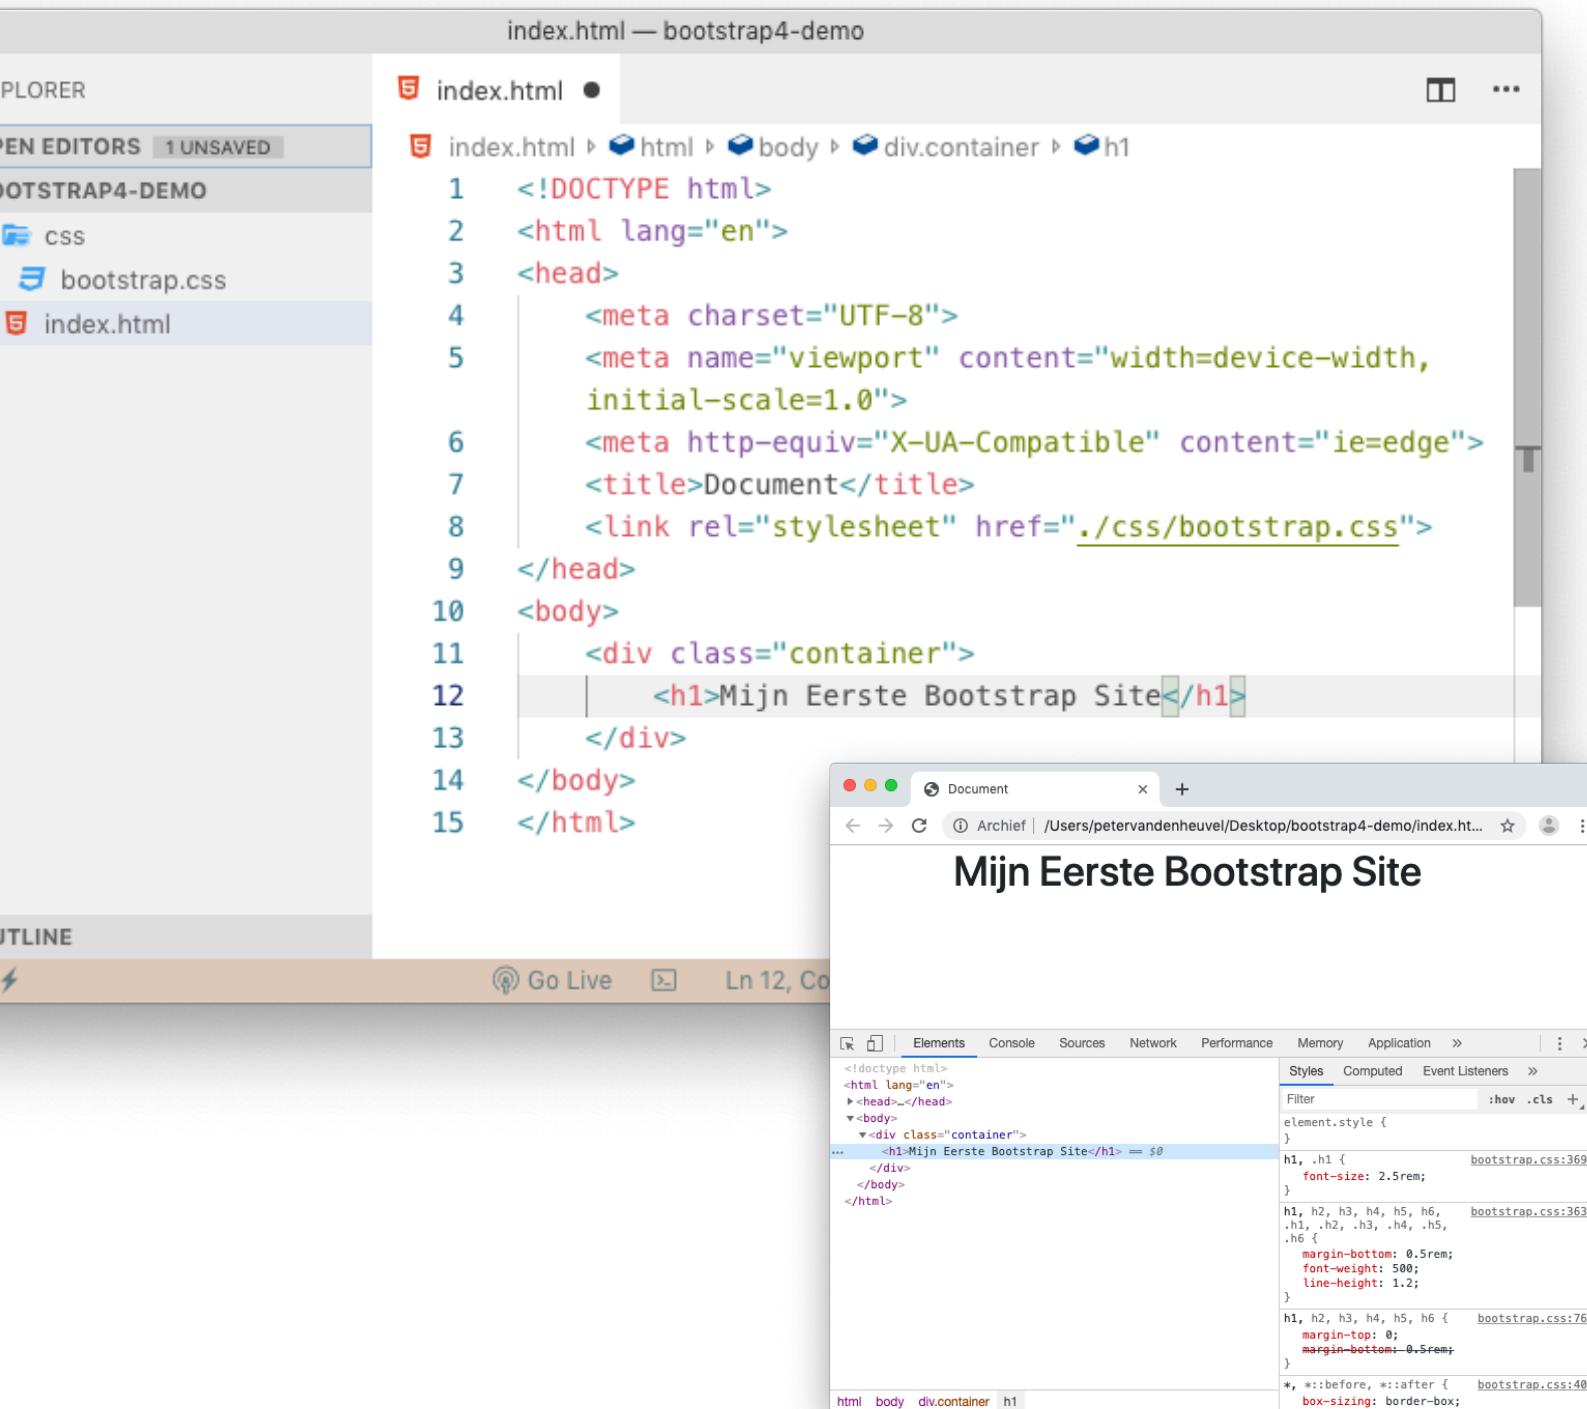 index.html — bootstrap4-demo
PLORER
index.html
PEN EDITORS 1 UNSAVED
index.html html body div.container h1
OOTSTRAP4-DEMO
css
bootstrap.css
index.html
1 <!DOCTYPE html>
2 <html lang="en">
3 <head>
4 <meta charset="UTF-8">
5 <meta name="viewport" content="width=device-width,
initial-scale=1.0">
6 <meta http-equiv="X-UA-Compatible" content="ie=edge">
7 <title>Document</title>
8 <link rel="stylesheet" href="./css/bootstrap.css">
9 </head>
10 <body>
11 <div class="container">
12 <h1>Mijn Eerste Bootstrap Site</h1>
13 </div>
14 </body>
15 </html>
UTLINE
Go Live Ln 12, Co
Document
Archief /Users/petervandenheuvel/Desktop/bootstrap4-demo/index.ht...
Mijn Eerste Bootstrap Site
Elements Console Sources Network Performance Memory Application »
<!doctype html>
<html lang="en">
<head>…</head>
<body>
<div class="container">
<h1>Mijn Eerste Bootstrap Site</h1> == $0
</div>
</body>
</html>
html body div.container h1
Styles Computed Event Listeners »
Filter :hov .cls +
element.style {
}
h1, .h1 { bootstrap.css:369
font-size: 2.5rem;
}
h1, h2, h3, h4, h5, h6, bootstrap.css:363
.h1, .h2, .h3, .h4, .h5,
.h6 {
margin-bottom: 0.5rem;
font-weight: 500;
line-height: 1.2;
}
h1, h2, h3, h4, h5, h6 { bootstrap.css:76
margin-top: 0;
margin-bottom: 0.5rem;
}
*, *::before, *::after { bootstrap.css:40
box-sizing: border-box;